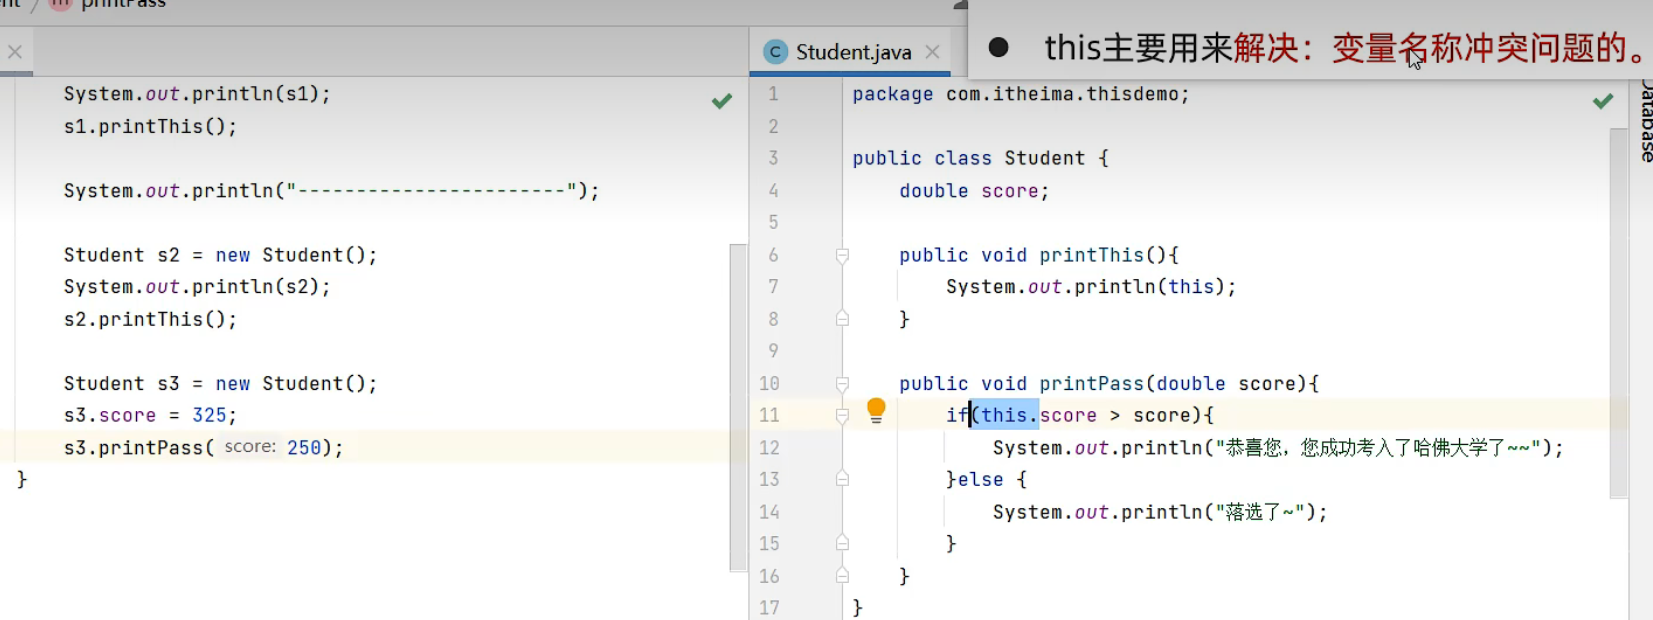 printPass
Student.java
● this主要用来解决：变量名称冲突问题的。
Database
System.out.println(s1);
s1.printThis();
System.out.println("-----------------------");
Student s2 = new Student();
System.out.println(s2);
s2.printThis();
Student s3 = new Student();
s3.score = 325;
s3.printPass( score: 250);
}
1 package com.itheima.thisdemo;
2
3 public class Student {
4 double score;
5
6 public void printThis(){
7 System.out.println(this);
8 }
9
10 public void printPass(double score){
11 if(this.score > score){
12 System.out.println("恭喜您，您成功考入了哈佛大学了~~");
13 }else {
14 System.out.println("落选了~");
15 }
16 }
17 }